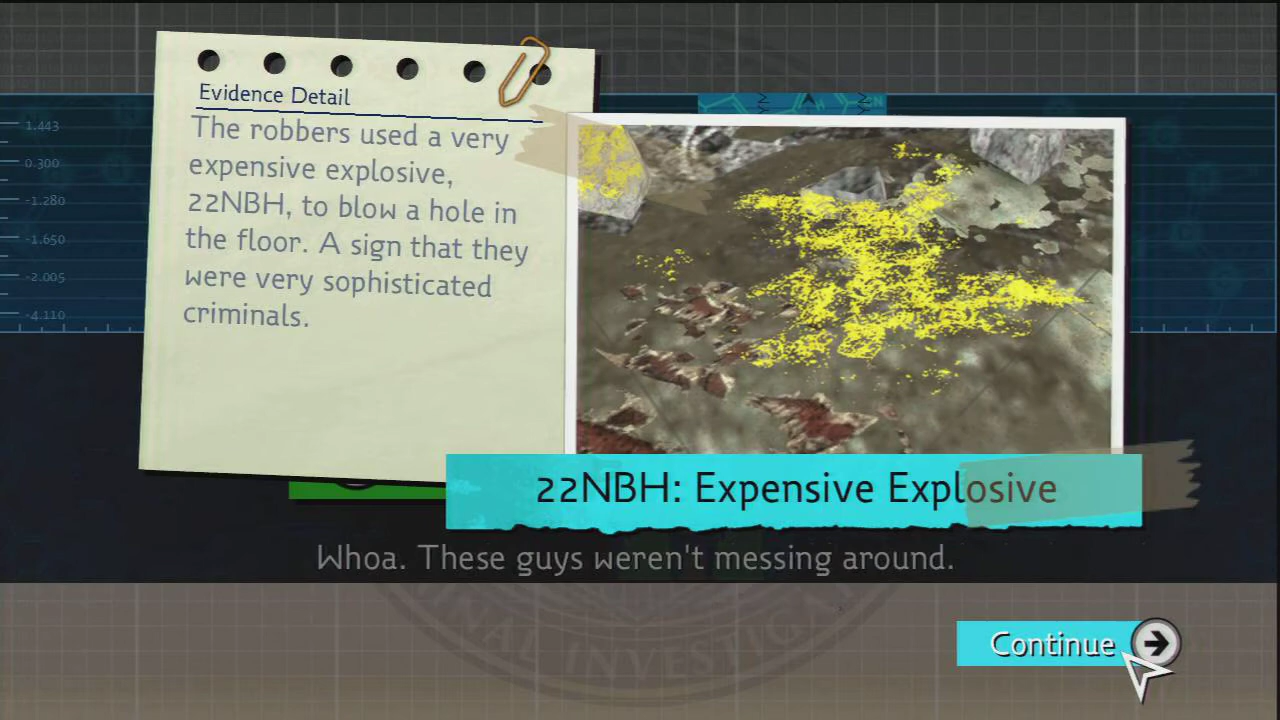 Evidence Detail
The robbers used a very
expensive explosive,
22NBH, to blow a hole in
the floor. A sign that they
were very sophisticated
criminals.
1.443
0.300
-1.280
-1.650
-2.005
-4.110
22NBH: Expensive Explosive
Whoa. These guys weren't messing around.
Continue